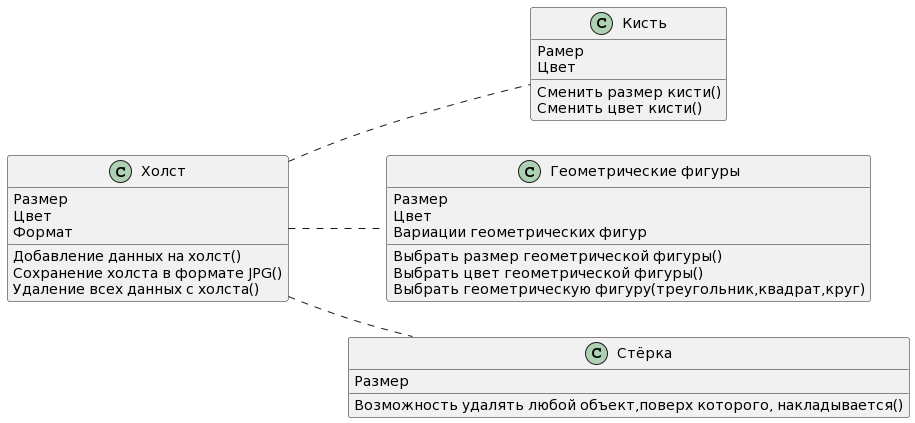 C Кисть
Рамер
Цвет
Сменить размер кисти()
Сменить цвет кисти()
C Холст
Размер
Цвет
Формат
Добавление данных на холст()
Сохранение холста в формате JPG()
Удаление всех данных с холста()
C Геометрические фигуры
Размер
Цвет
Вариации геометрических фигур
Выбрать размер геометрической фигуры()
Выбрать цвет геометрической фигуры()
Выбрать геометрическую фигуру(треугольник,квадрат,круг)
C Стёрка
Размер
Возможность удалять любой объект,поверх которого, накладывается()